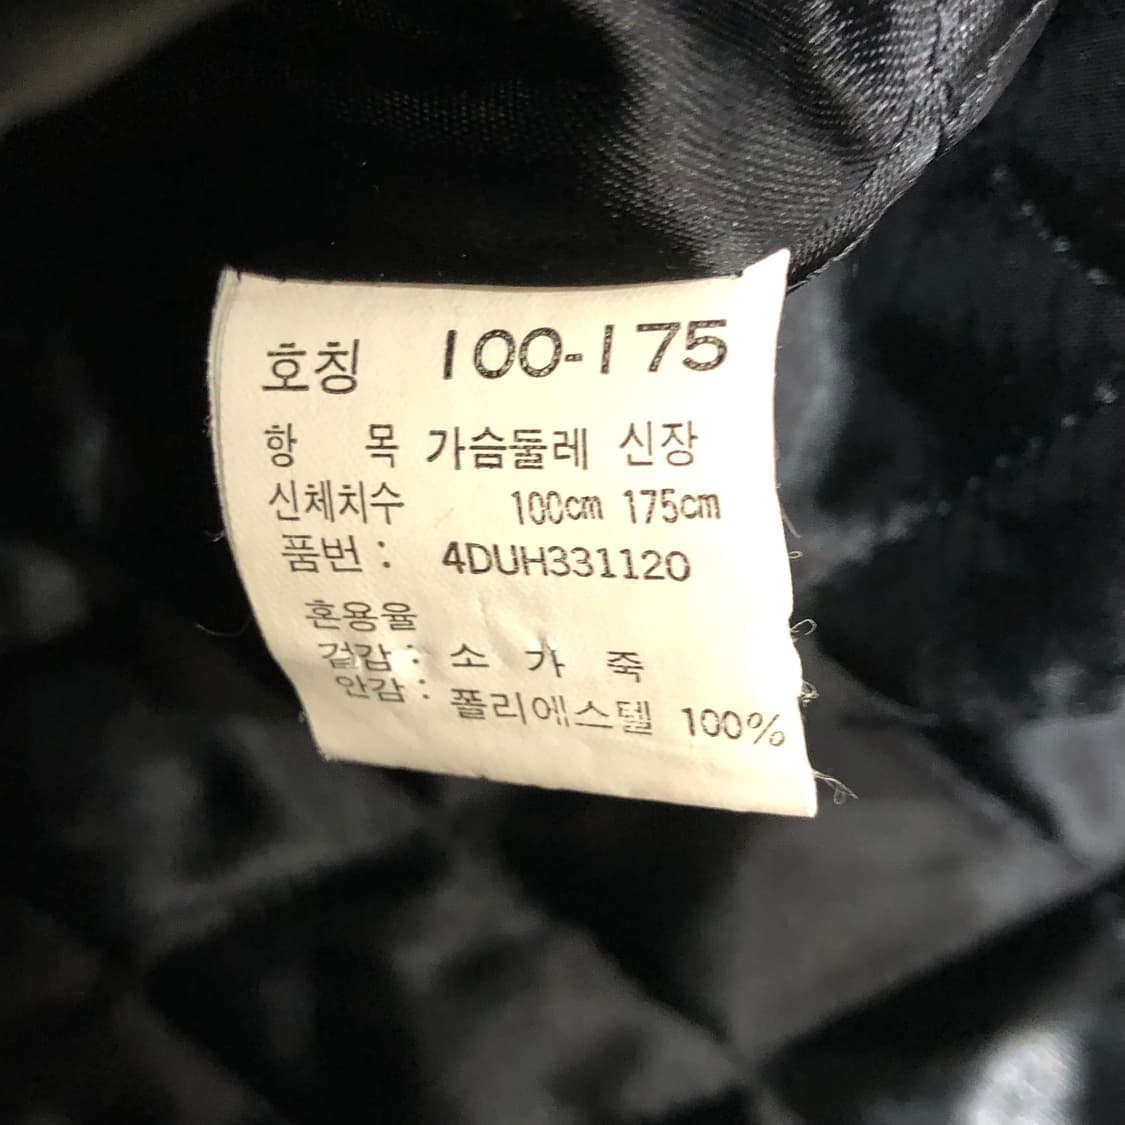 호칭 100-175
항 목 가슴둘레 신장
신체치수 100cm 175cm
품번: 4DUH331120
혼용율
겉감: 소 가 죽
안감: 폴리에스텔 100%